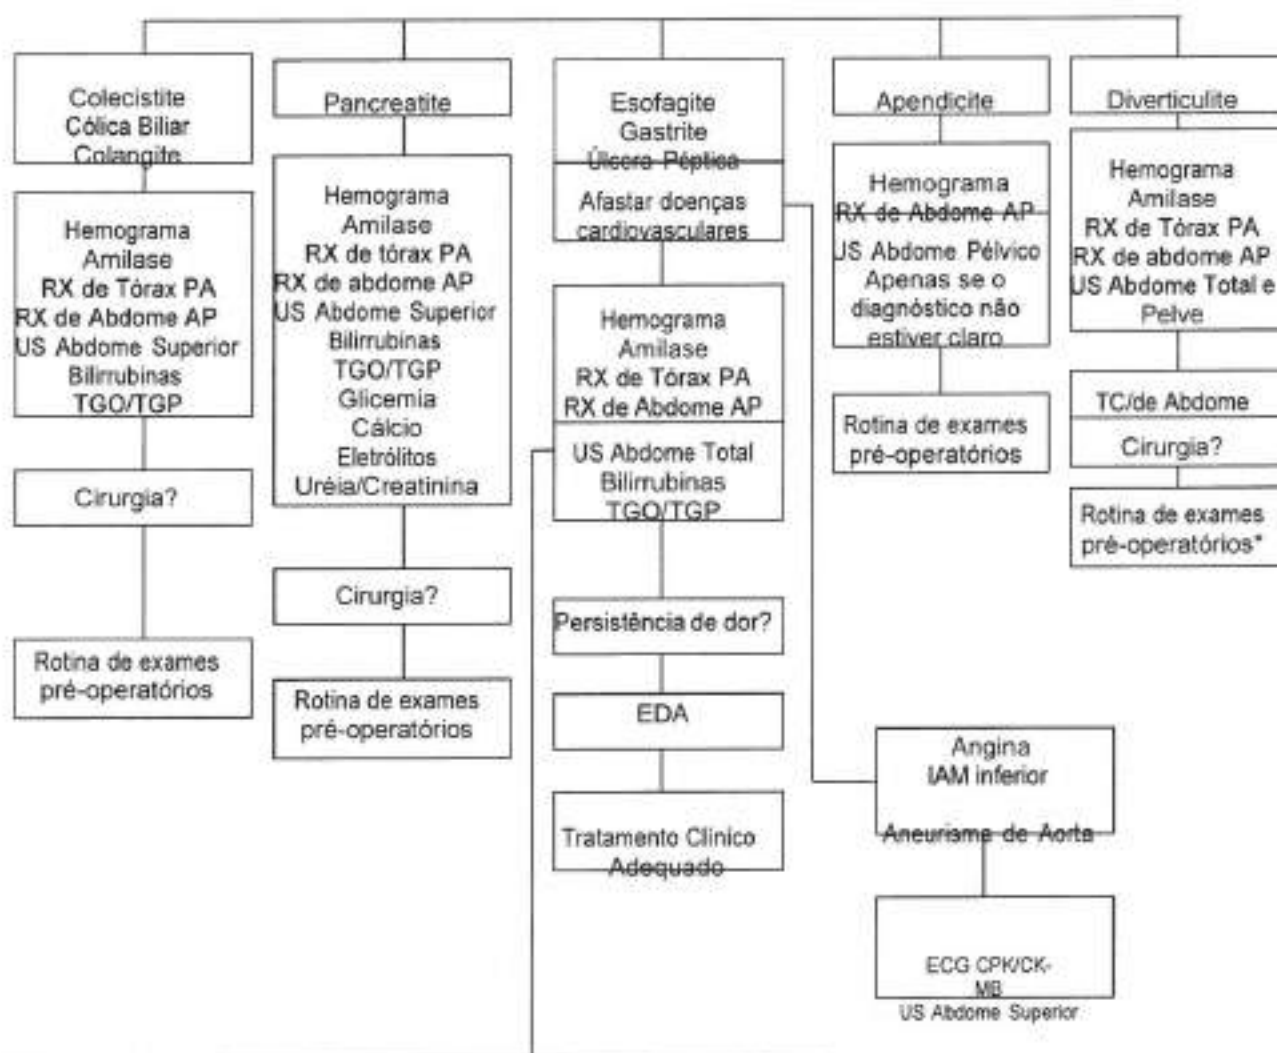 Colecistite
Cólica Biliar
Colangite
Hemograma
Amilase
RX de Tórax PA
RX de Abdome AP
US Abdome Superior
Bilirrubinas
TGO/TGP
Cirurgia?
Rotina de exames
pré-operatórios
Pancreatite
Hemograma
Amilase
RX de tórax PA
RX de abdome AP
US Abdome Superior
Bilirrubinas
TGO/TGP
Glicemia
Cálcio
Eletrólitos
Uréia/Creatinina
Cirurgia?
Rotina de exames
pré-operatórios
Esofagite
Gastrite
Úlcera Péptica
Afastar doenças
cardiovasculares
Hemograma
Amilase
RX de Tórax PA
RX de Abdome AP
US Abdome Total
Bilirrubinas
TGO/TGP
Persistência de dor?
EDA
Tratamento Clínico
Adequado
Apendicite
Hemograma
RX de Abdome AP
US Abdome Pélvico
Apenas se o
diagnóstico não
estiver claro
Rotina de exames
pré-operatórios
Diverticulite
Hemograma
Amilase
RX de Tórax PA
RX de abdome AP
US Abdome Total e
Pelve
TC/de Abdome
Cirurgia?
Rotina de exames
pré-operatórios*
Angina
IAM inferior
Aneurisma de Aorta
ECG CPK/CK-
MB
US Abdome Superior